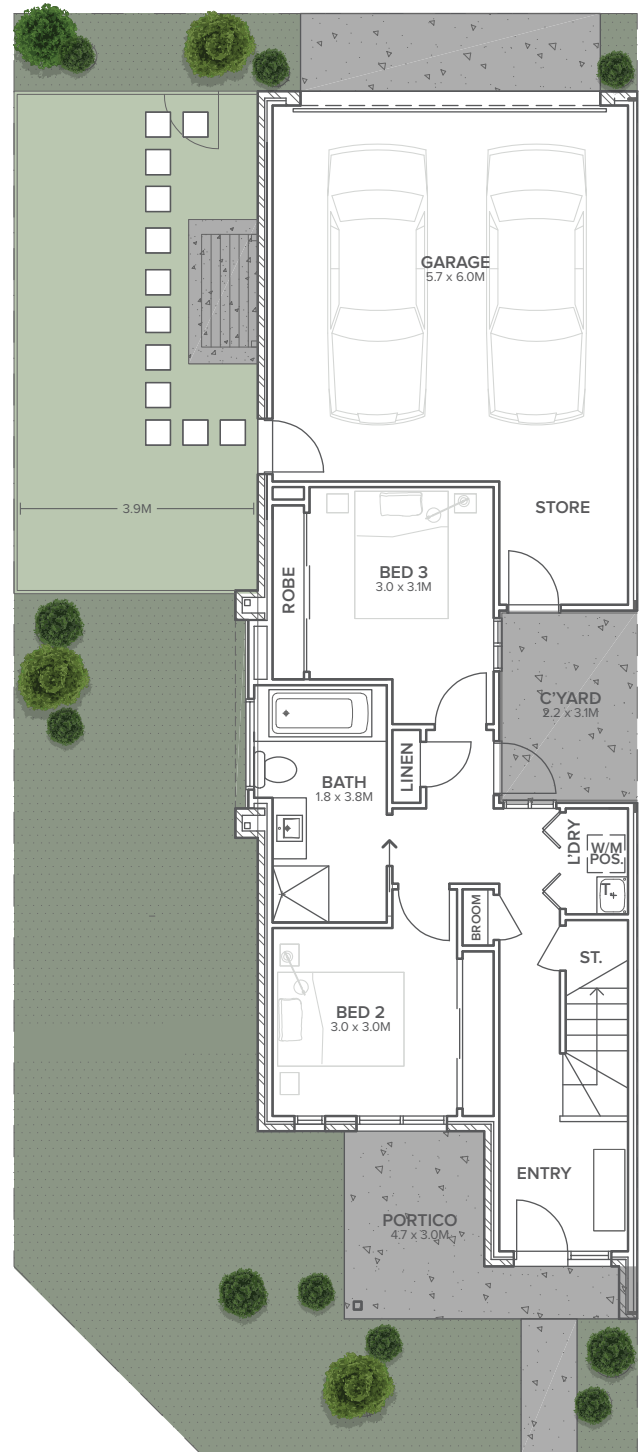 GARAGE
5.7 x 6.0M
3.9M
STORE
BED 3
3.0 x 3.1M
ROBE
C'YARD
2.2 x 3.1M
LINEN
BATH
1.8 x 3.8M
L'DRY
W/M
POS.
T.
BROOM
ST.
BED 2
3.0 x 3.0M
ENTRY
PORTICO
4.7 x 3.0M